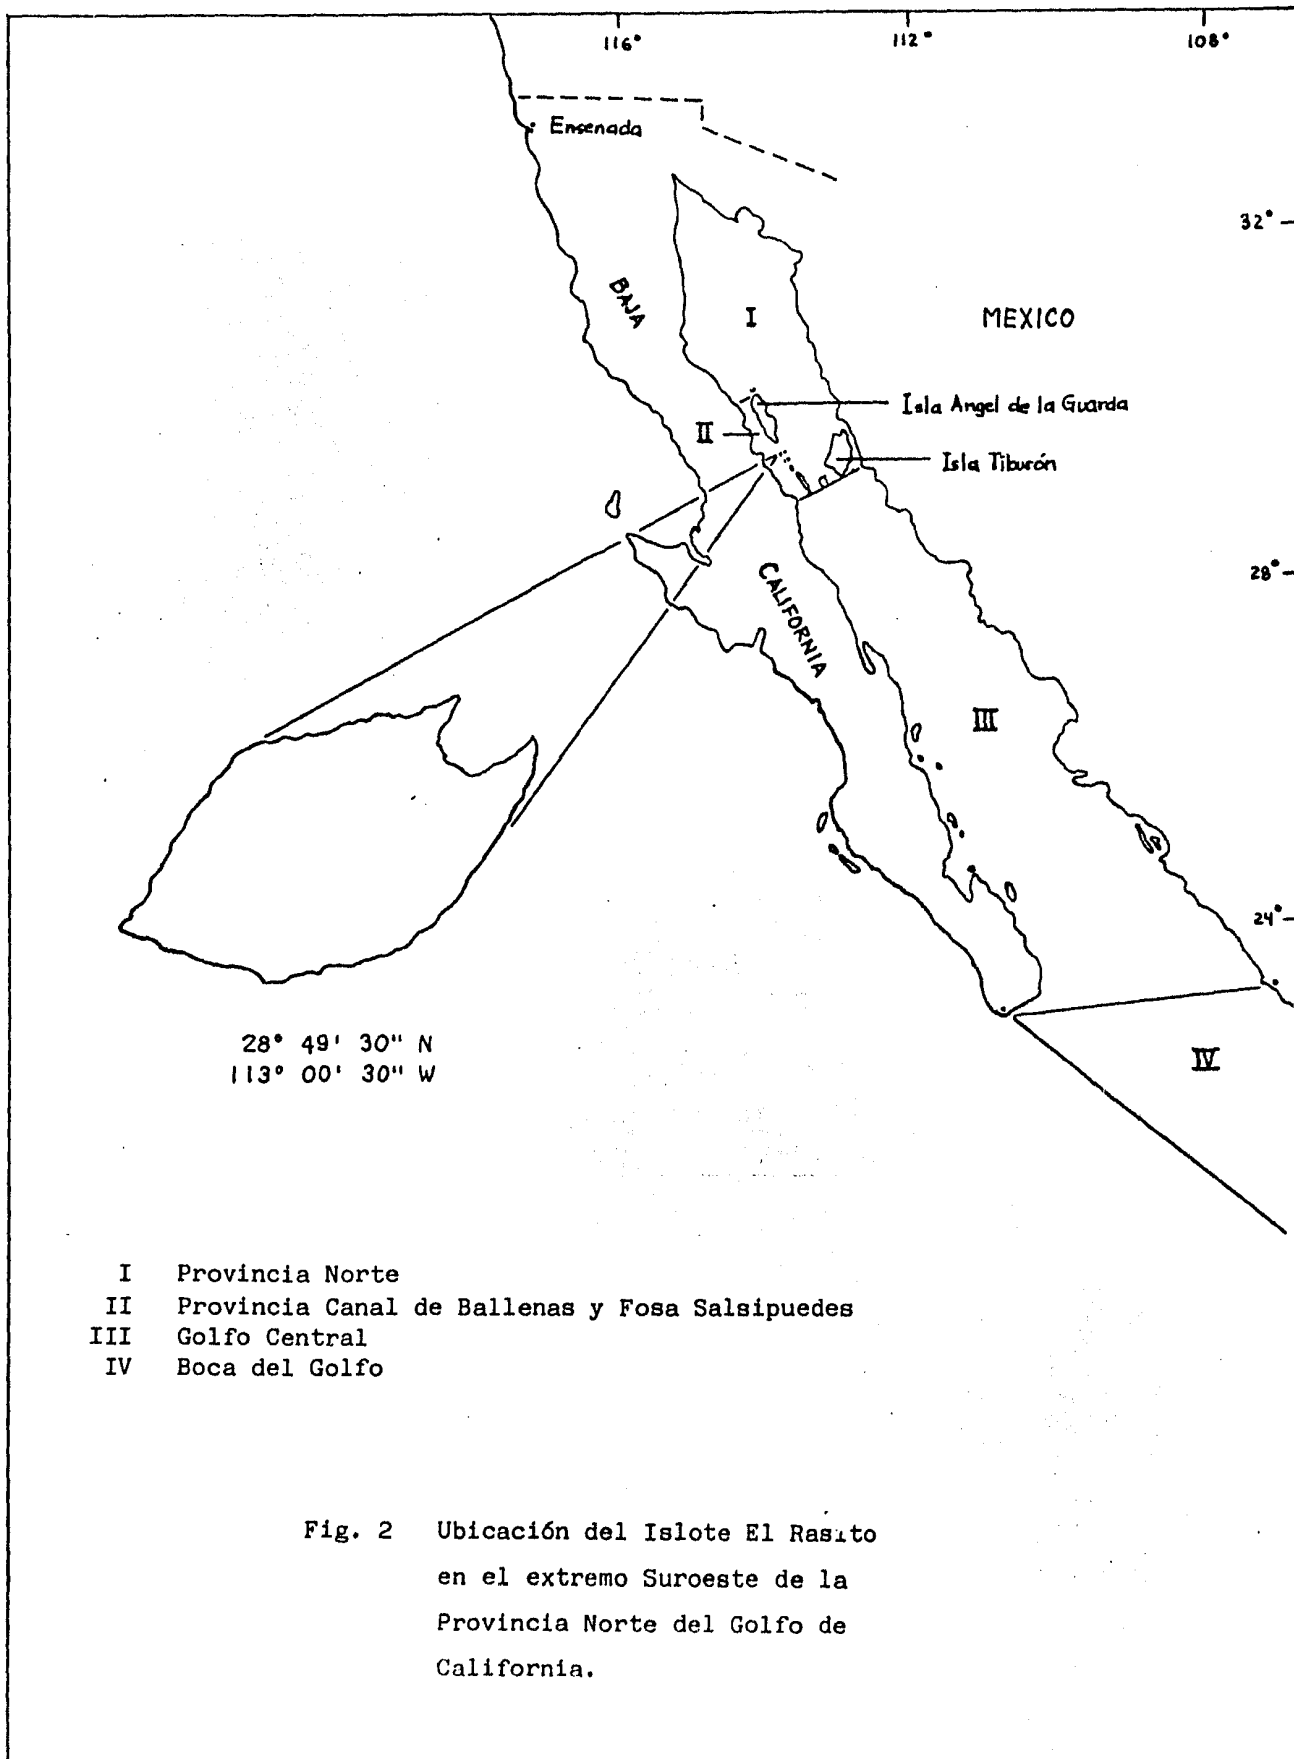 116°
112°
108°
Ensenada
32°
BAJA
I
MEXICO
Isla Angel de la Guarda
II
Isla Tiburón
28°
CALIFORNIA
III
24°
28° 49' 30" N
113° 00' 30" W
IV
I Provincia Norte
II Provincia Canal de Ballenas y Fosa Salsipuedes
III Golfo Central
IV Boca del Golfo
Fig. 2 Ubicación del Islote El Rasito
en el extremo Suroeste de la
Provincia Norte del Golfo de
California.